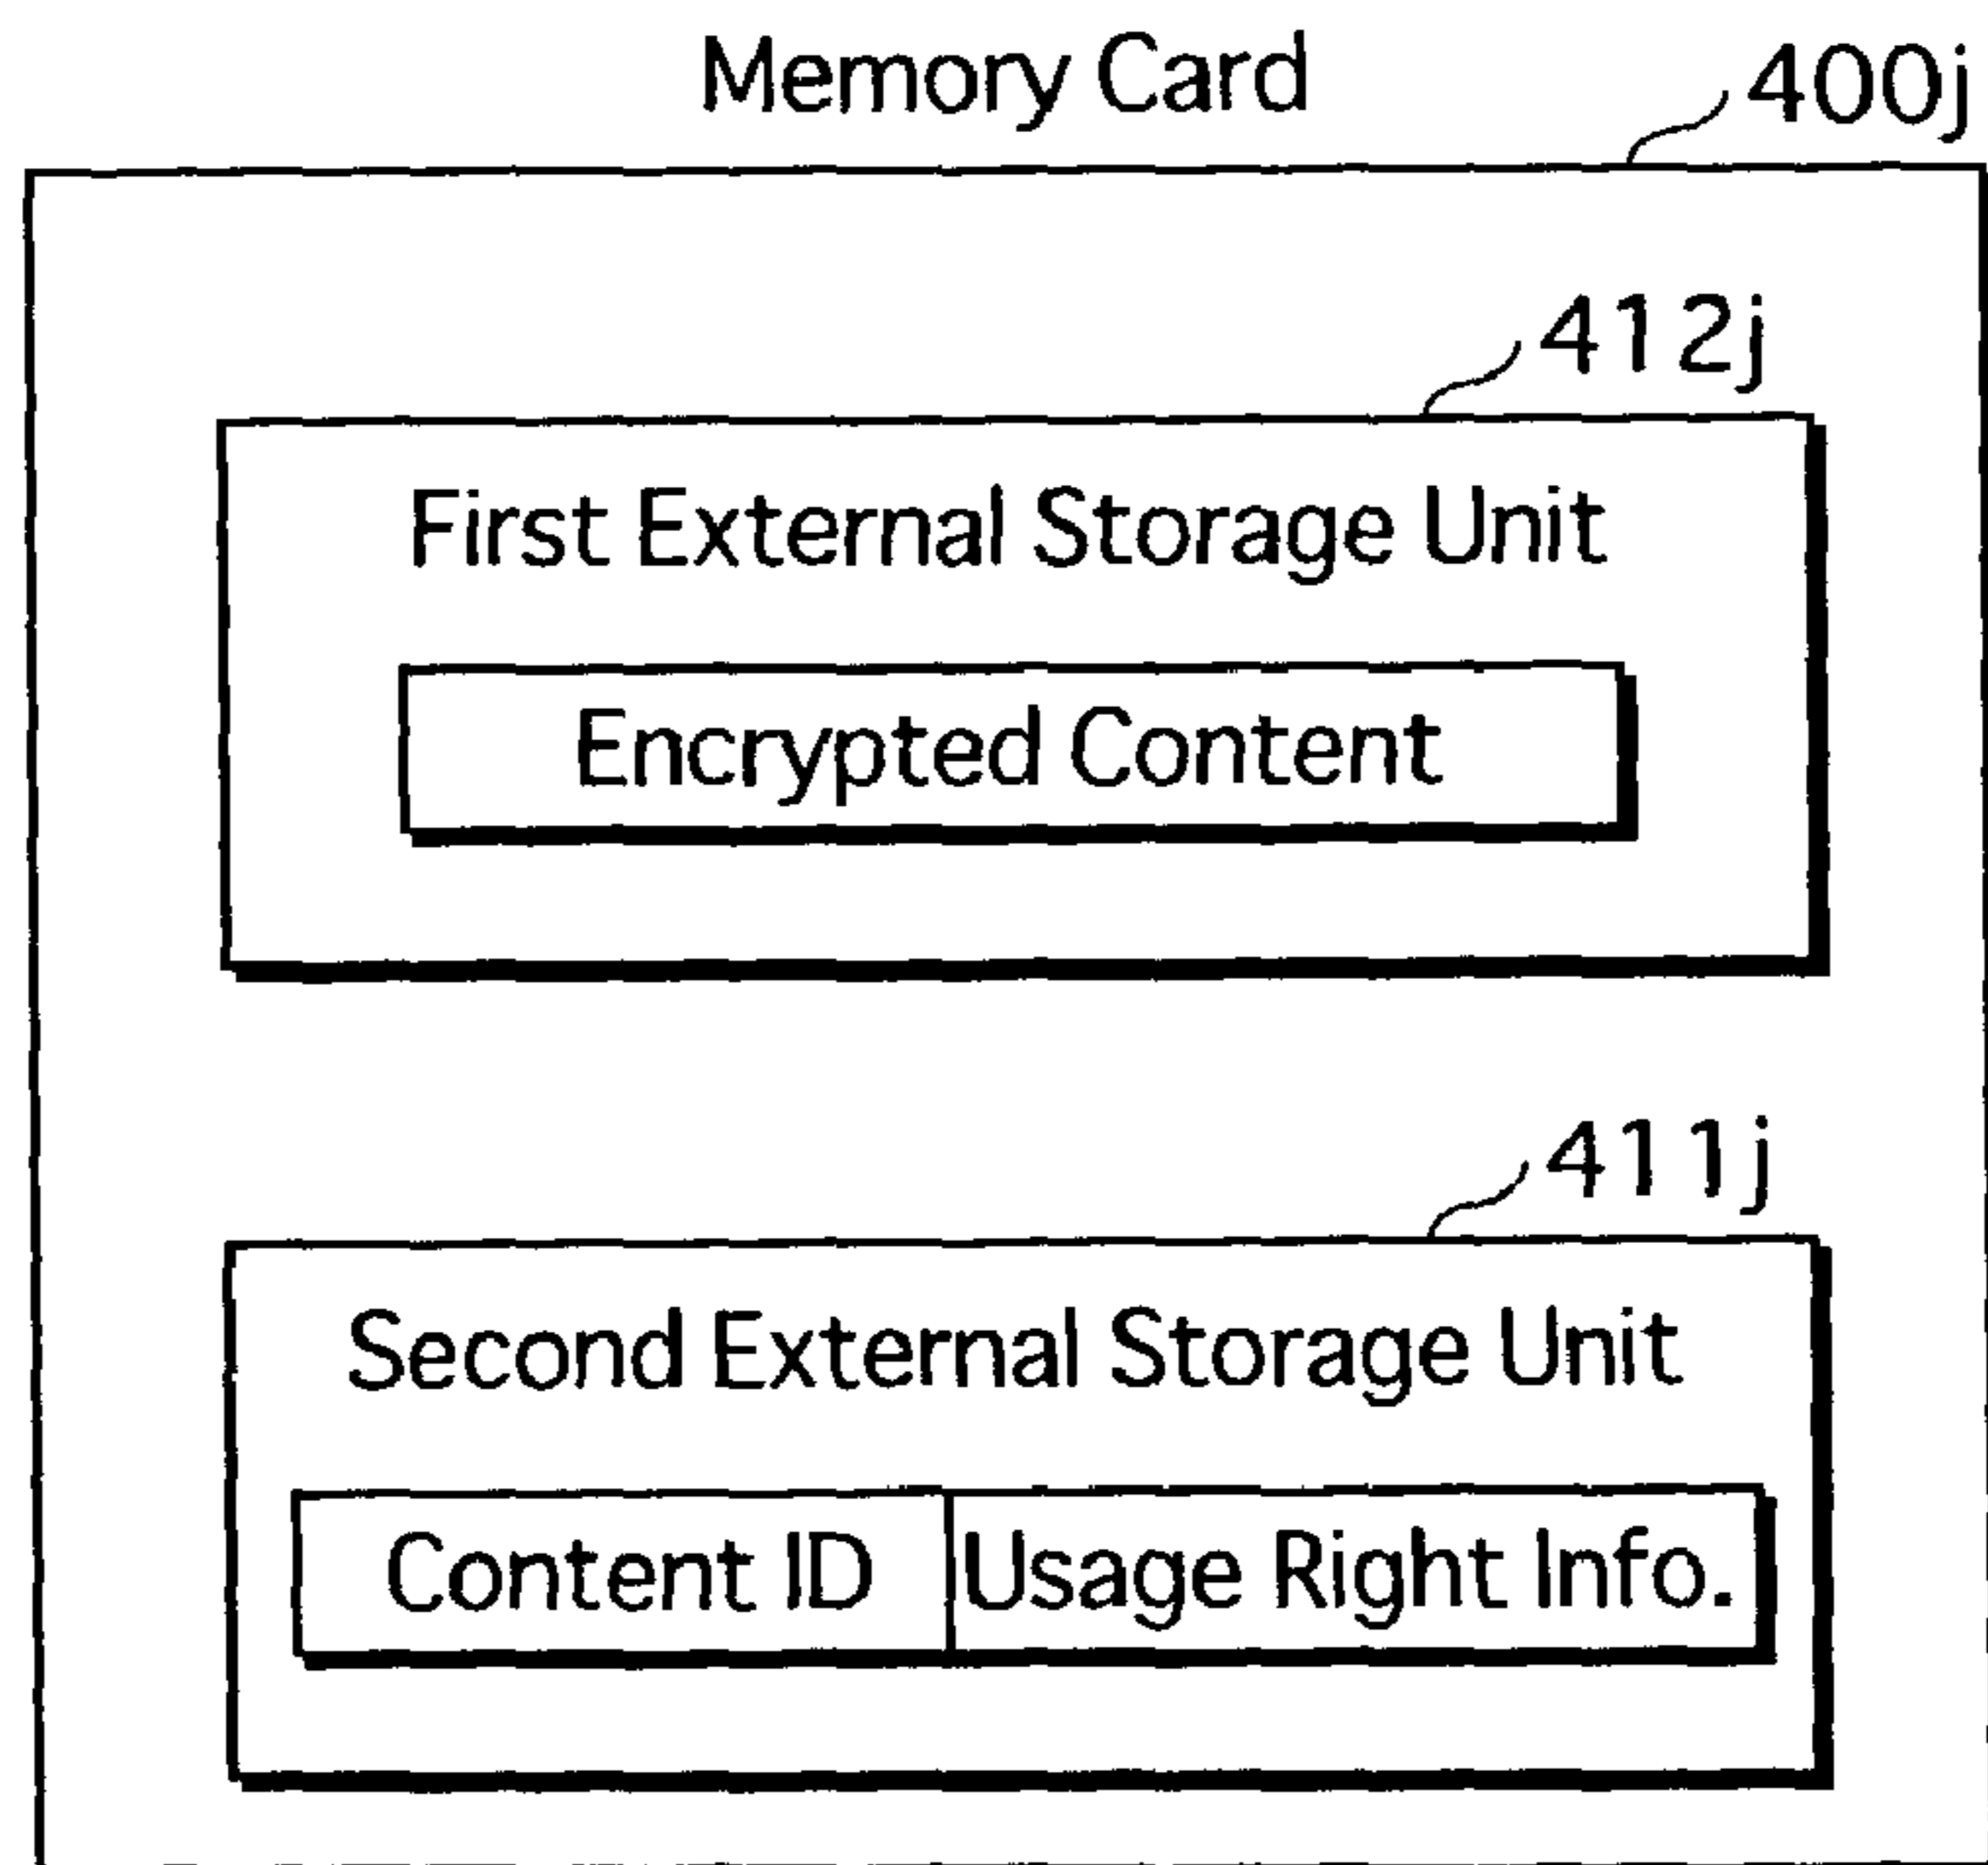 Memory Card
400j
412j
First External Storage Unit
Encrypted Content
411j
Second External Storage Unit
Content ID Usage Right Info.